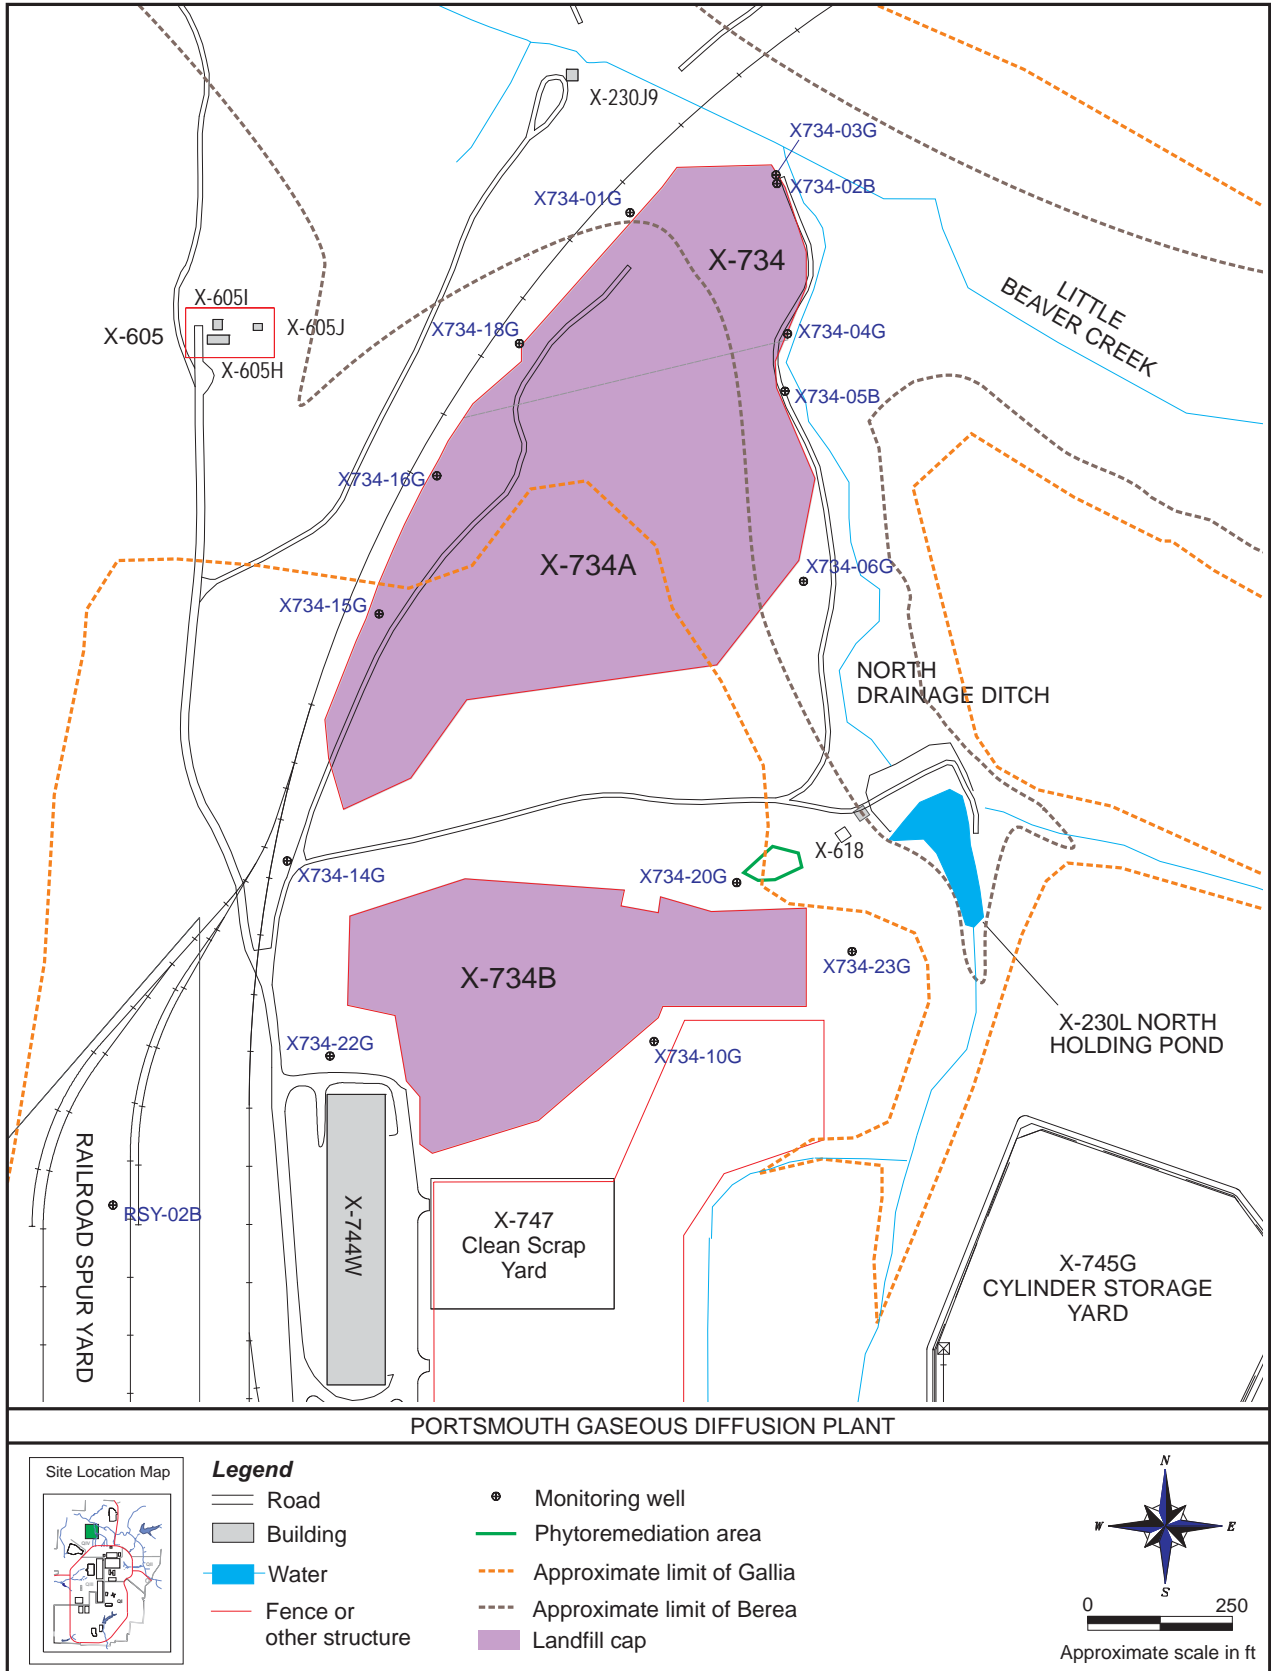 X-230J9
X734-03G
X734-02B
X734-01G
X-734
X-605I
X-605J
X-605
X-605H
X734-18G
X734-04G
LITTLE
BEAVER CREEK
X734-05B
X734-16G
X-734A
X734-06G
X734-15G
NORTH
DRAINAGE DITCH
X-618
X734-14G
X734-20G
X734-23G
X-734B
X-230L NORTH
HOLDING POND
X734-22G
X734-10G
RAILROAD SPUR YARD
RSY-02B
X-744W
X-747
Clean Scrap
Yard
X-745G
CYLINDER STORAGE
YARD
PORTSMOUTH GASEOUS DIFFUSION PLANT
Site Location Map
Legend
Road
Building
Water
Fence or
other structure
Monitoring well
Phytoremediation area
Approximate limit of Gallia
Approximate limit of Berea
Landfill cap
N
W
E
S
0 250
Approximate scale in ft